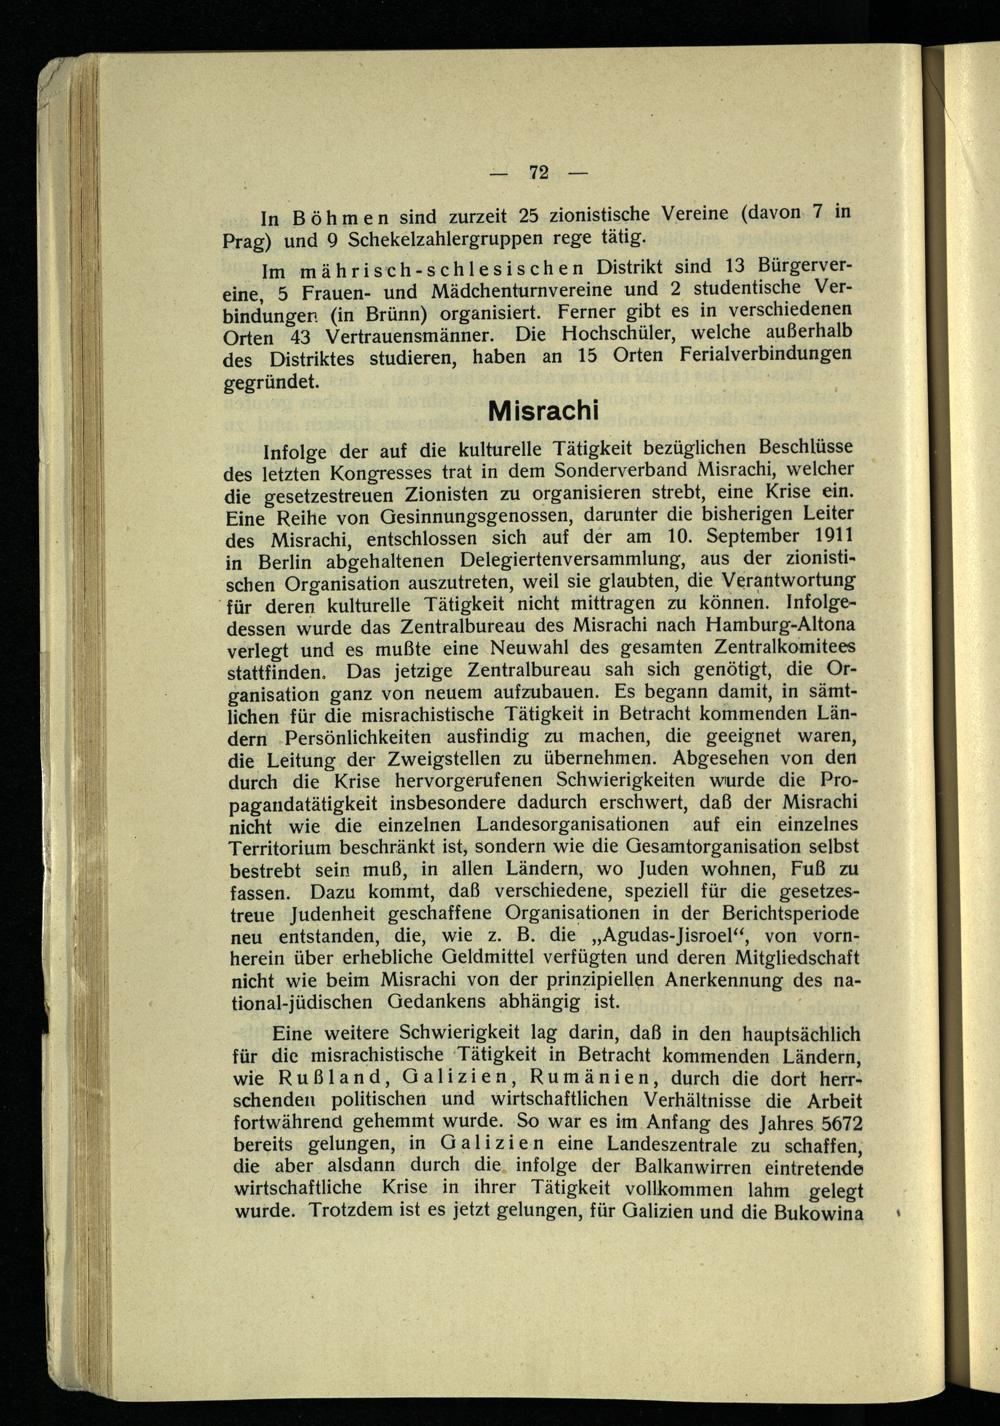 — 72 —
In Böhmen sind zurzeit 25 zionistische Vereine (davon 7 in
Prag) und 9 Schekelzahlergruppen rege tätig.
Im mährisch-schlesischen Distrikt sind 13 Bürgerver-
eine, 5 Frauen- und Mädchenturnvereine und 2 studentische Ver-
bindungen (in Brünn) organisiert. Ferner gibt es in verschiedenen
Orten 43 Vertrauensmänner. Die Hochschüler, welche außerhalb
des Distriktes studieren, haben an 15 Orten Ferialverbindungen
gegründet.
Misrachi
Infolge der auf die kulturelle Tätigkeit bezüglichen Beschlüsse
des letzten Kongresses trat in dem Sonderverband Misrachi, welcher
die gesetzestreuen Zionisten zu organisieren strebt, eine Krise ein.
Eine Reihe von Gesinnungsgenossen, darunter die bisherigen Leiter
des Misrachi, entschlossen sich auf der am 10. September 1911
in Berlin abgehaltenen Delegiertenversammlung, aus der zionisti-
schen Organisation auszutreten, weil sie glaubten, die Verantwortung
für deren kulturelle Tätigkeit nicht mittragen zu können. Infolge-
dessen wurde das Zentralbureau des Misrachi nach Hamburg-Altona
verlegt und es mußte eine Neuwahl des gesamten Zentralkomitees
stattfinden. Das jetzige Zentralbureau sah sich genötigt, die Or-
ganisation ganz von neuem aufzubauen. Es begann damit, in sämt-
lichen für die misrachistische Tätigkeit in Betracht kommenden Län-
dern Persönlichkeiten ausfindig zu machen, die geeignet waren,
die Leitung der Zweigstellen zu übernehmen. Abgesehen von den
durch die Krise hervorgerufenen Schwierigkeiten wurde die Pro-
pagandatätigkeit insbesondere dadurch erschwert, daß der Misrachi
nicht wie die einzelnen Landesorganisationen auf ein einzelnes
Territorium beschränkt ist, sondern wie die Gesamtorganisation selbst
bestrebt sein muß, in allen Ländern, wo Juden wohnen, Fuß zu
fassen. Dazu kommt, daß verschiedene, speziell für die gesetzes-
treue Judenheit geschaffene Organisationen in der Berichtsperiode
neu entstanden, die, wie z. B. die „Agudas-Jisroel“, von vorn-
herein über erhebliche Geldmittel verfügten und deren Mitgliedschaft
nicht wie beim Misrachi von der prinzipiellen Anerkennung des na-
tional-jüdischen Gedankens abhängig ist.
Eine weitere Schwierigkeit lag darin, daß in den hauptsächlich
für die misrachistische Tätigkeit in Betracht kommenden Ländern,
wie Rußland, Galizien, Rumänien, durch die dort herr-
schenden politischen und wirtschaftlichen Verhältnisse die Arbeit
fortwährend gehemmt wurde. So war es im Anfang des Jahres 5672
bereits gelungen, in Galizien eine Landeszentrale zu schaffen,
die aber alsdann durch die infolge der Balkanwirren eintretende
wirtschaftliche Krise in ihrer Tätigkeit vollkommen lahm gelegt
wurde. Trotzdem ist es jetzt gelungen, für Galizien und die Bukowina